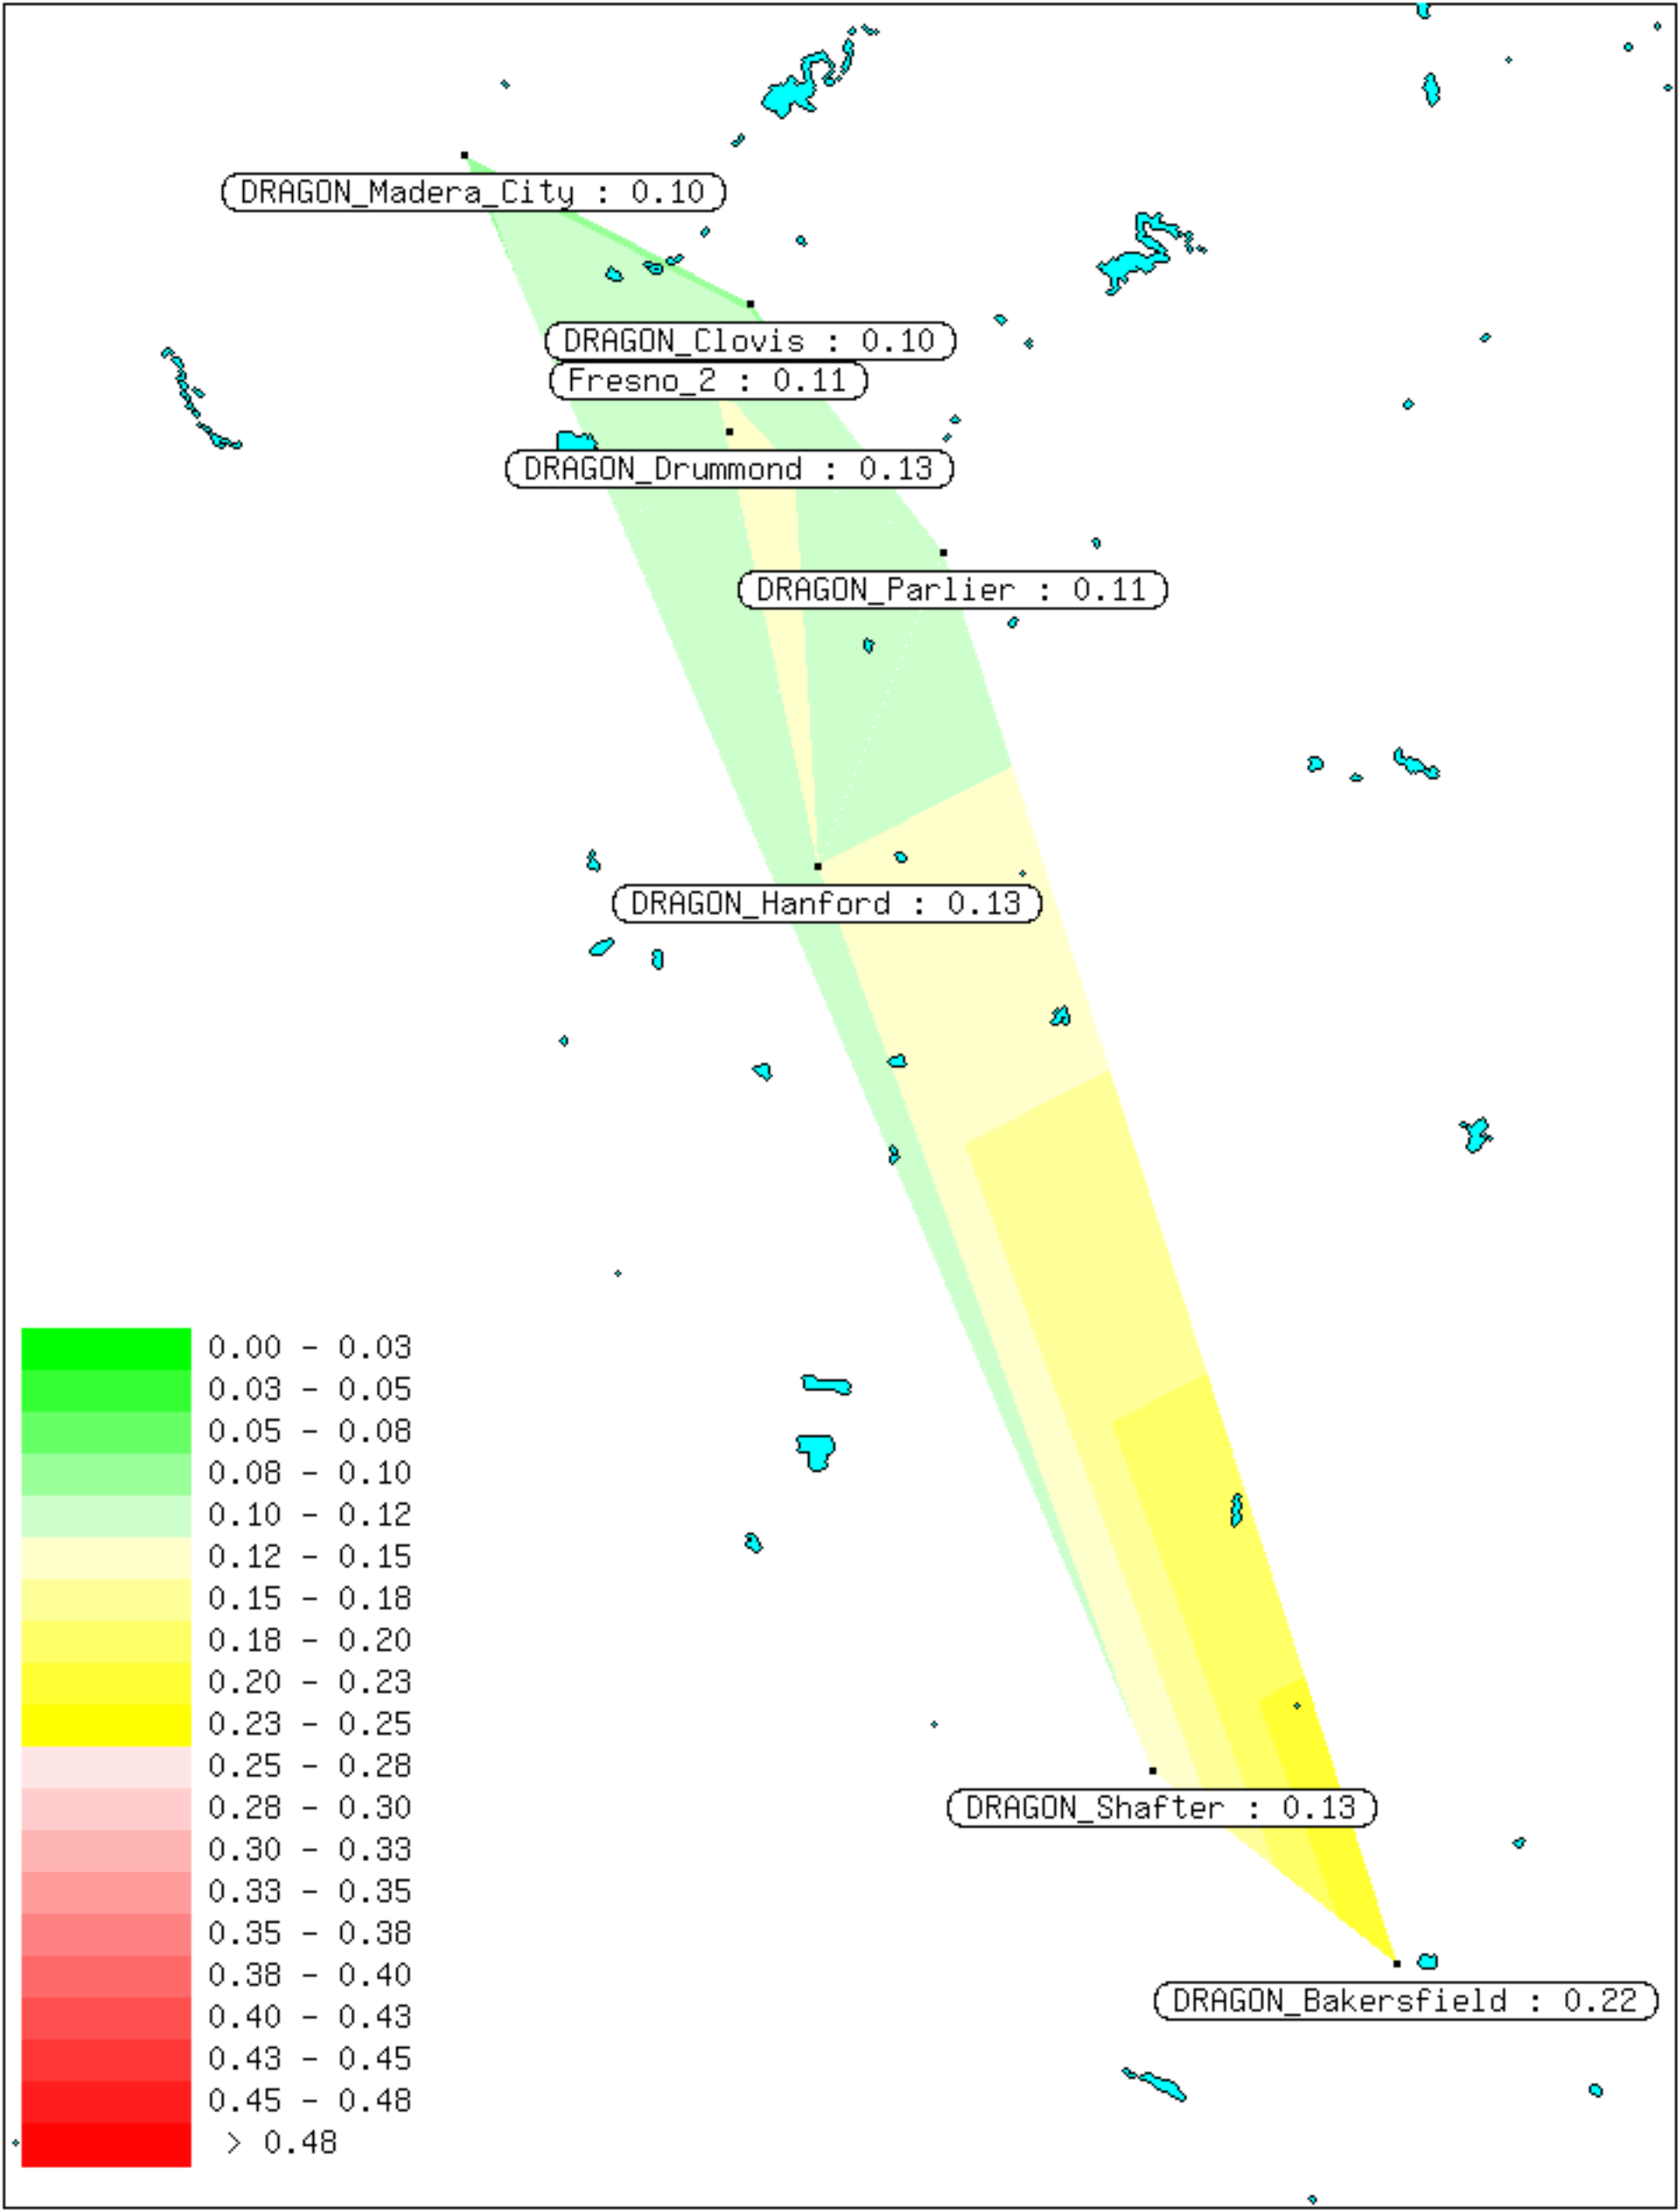 DRAGON_Madera_City : 0.10
DRAGON_Clovis : 0.10
Fresno_2 : 0.11
DRAGON_Drummond : 0.13
DRAGON_Parlier : 0.11
DRAGON_Hanford : 0.13
DRAGON_Shafter : 0.13
DRAGON_Bakersfield : 0.22
0.00 - 0.03
0.03 - 0.05
0.05 - 0.08
0.08 - 0.10
0.10 - 0.12
0.12 - 0.15
0.15 - 0.18
0.18 - 0.20
0.20 - 0.23
0.23 - 0.25
0.25 - 0.28
0.28 - 0.30
0.30 - 0.33
0.33 - 0.35
0.35 - 0.38
0.38 - 0.40
0.40 - 0.43
0.43 - 0.45
0.45 - 0.48
> 0.48